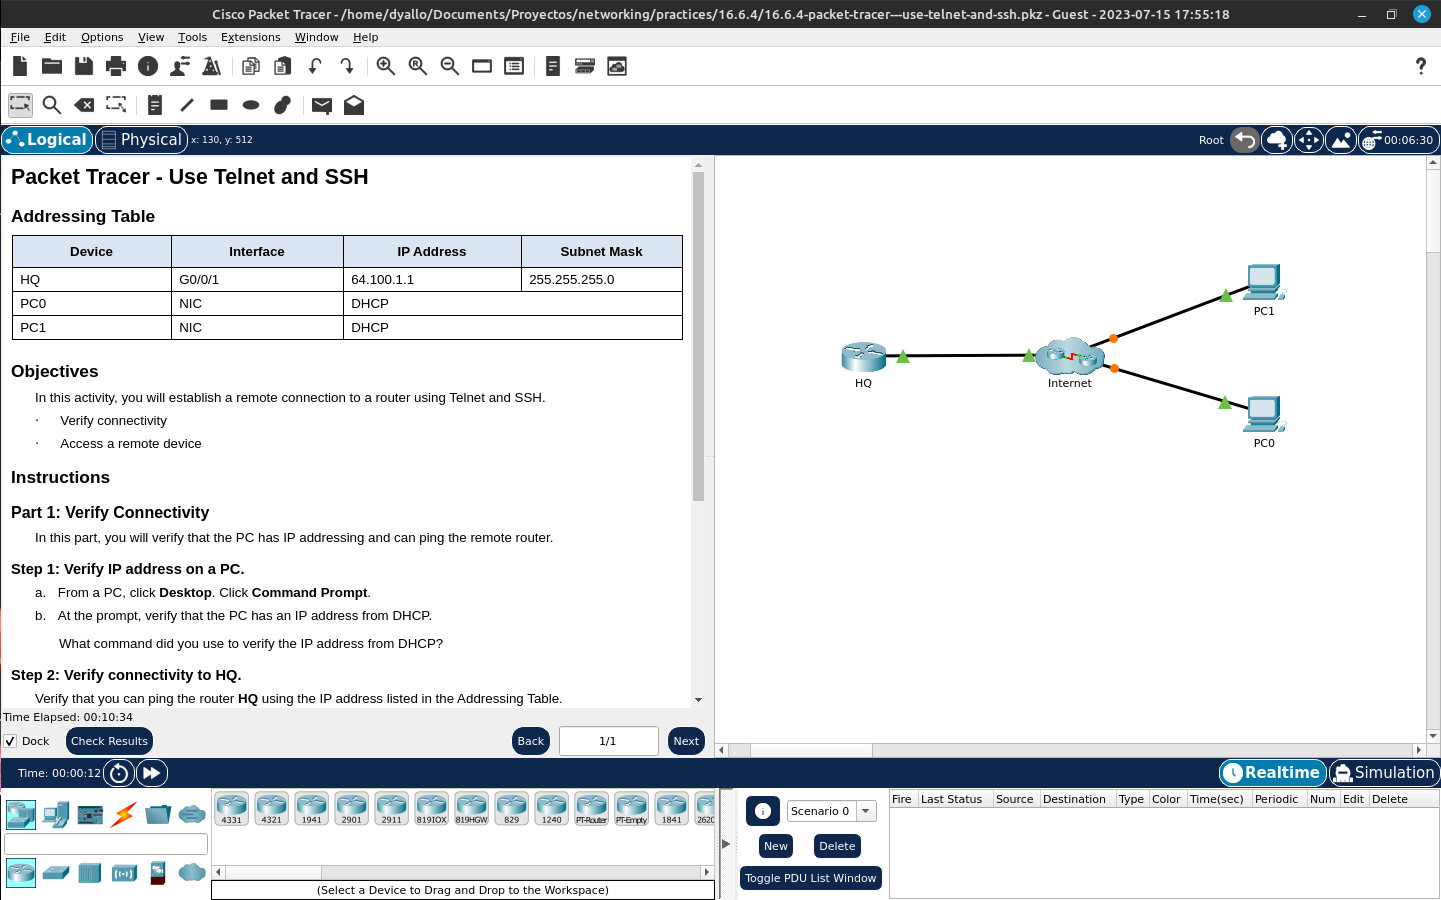 Cisco Packet Tracer - /home/dyallo/Documents/Proyectos/networking/practices/16.6.4/16.6.4-packet-tracer---use-telnet-and-ssh.pkz - Guest - 2023-07-15 17:55:18
File Edit Options View Tools Extensions Window Help
Logical Physical x: 130, y: 512 Root 00:06:30
Packet Tracer - Use Telnet and SSH
Addressing Table
Device Interface IP Address Subnet Mask
HQ G0/0/1 64.100.1.1 255.255.255.0
PC0 NIC DHCP
PC1 NIC DHCP
Objectives
In this activity, you will establish a remote connection to a router using Telnet and SSH.
· Verify connectivity
· Access a remote device
Instructions
Part 1: Verify Connectivity
In this part, you will verify that the PC has IP addressing and can ping the remote router.
Step 1: Verify IP address on a PC.
a. From a PC, click Desktop. Click Command Prompt.
b. At the prompt, verify that the PC has an IP address from DHCP.
What command did you use to verify the IP address from DHCP?
Step 2: Verify connectivity to HQ.
Verify that you can ping the router HQ using the IP address listed in the Addressing Table.
Time Elapsed: 00:10:34
Dock Check Results Back 1/1 Next
PC1
HQ
Internet
PC0
Time: 00:00:12 Realtime Simulation
4331 4321 1941 2901 2911 819IOX 819HGW 829 1240 PT-Router PT-Empty 1841 2620
(Select a Device to Drag and Drop to the Workspace)
Scenario 0
New Delete
Toggle PDU List Window
Fire Last Status Source Destination Type Color Time(sec) Periodic Num Edit Delete